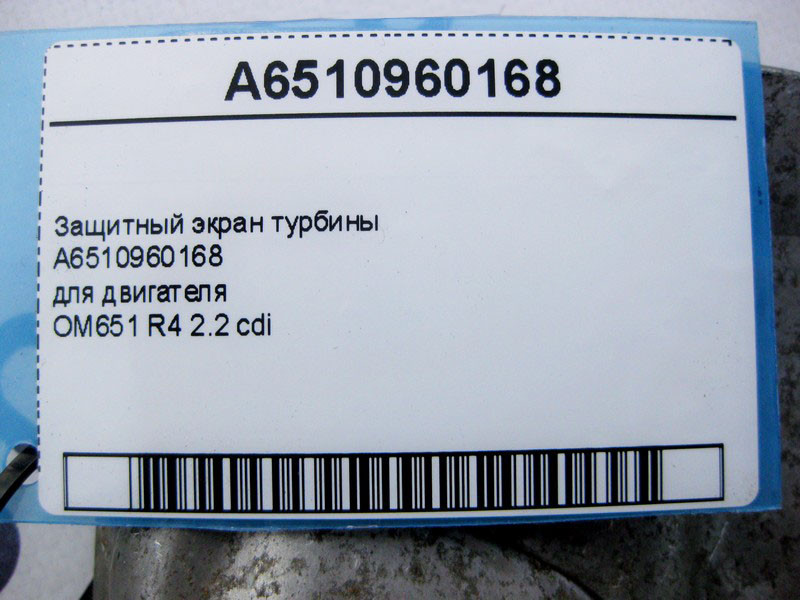 A6510960168
Защитный экран турбины
A6510960168
для двигателя
OM651 R4 2.2 cdi